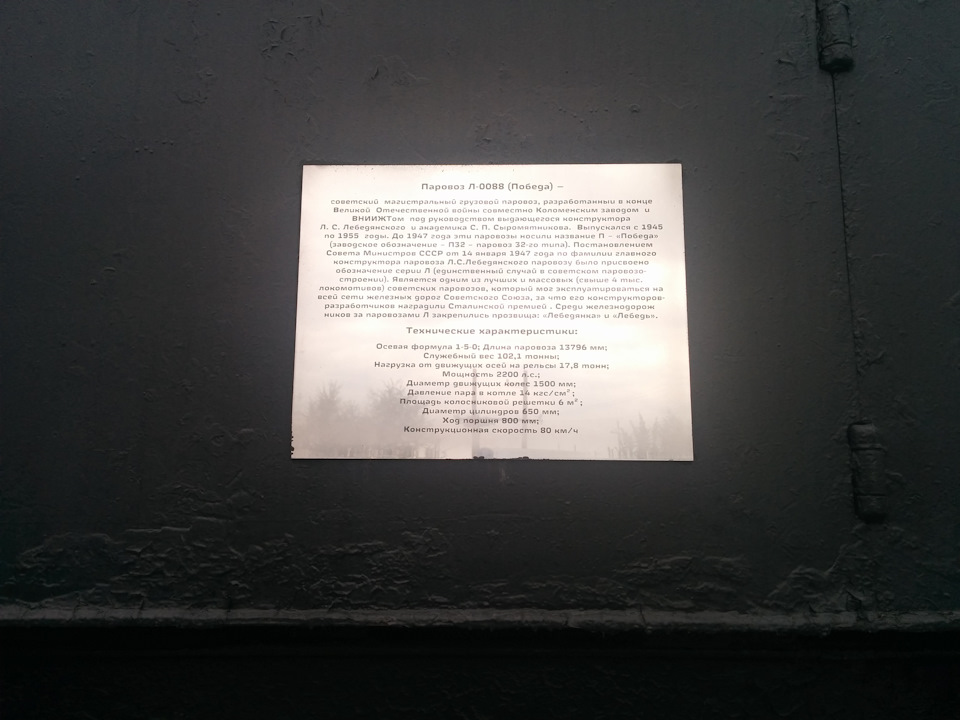 Паровоз Л-0088 (Победа) –
советский магистральный грузовой паровоз, разработанныи в конце
Великой Отечественной войны совместно Коломенским заводом и
ВНИИЖТом под руководством выдающегося конструктора
Л. С. Лебедянского и академика С. П. Сыромятникова. Выпускался с 1945
по 1955 годы. До 1947 года эти паровозы носили название П – «Победа»
(заводское обозначение – П32 – паровоз 32-го типа). Постановлением
Совета Министров СССР от 14 января 1947 года по фамилии главного
конструктора паровоза Л.С.Лебедянского паровозу было присвоено
обозначение серии Л (единственный случай в советском паровозо-
строении). Является одним из лучших и массовых (свыше 4 тыс.
локомотивов) советских паровозов, который мог эксплуатироваться на
всей сети железных дорог Советского Союза, за что его конструкторов-
разработчиков наградили Сталинской премией . Среди железнодорож
ников за паровозами Л закрепились прозвища: «Лебедянка» и «Лебедь».
Технические характеристики:
Осевая формула 1-5-0; Длина паровоза 13796 мм;
Служебный вес 102,1 тонны;
Нагрузка от движущих осей на рельсы 17,8 тонн;
Мощность 2200 л.с.;
Диаметр движущих колес 1500 мм;
Давление пара в котле 14 кгс/см²;
Площадь колосниковой решетки 6 м²;
Диаметр цилиндров 650 мм;
Ход поршня 800 мм;
Конструкционная скорость 80 км/ч